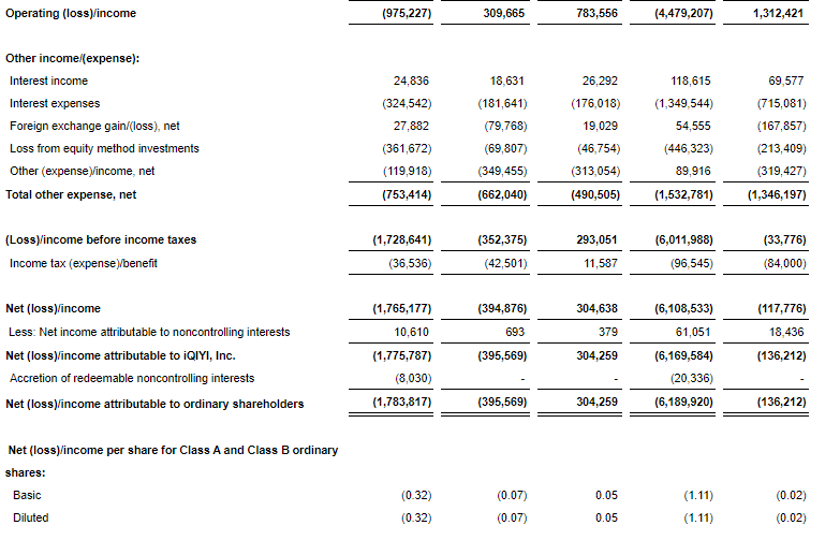 Operating (loss)/income (975,227) 309,665 783,556 (4,479,207) 1,312,421
Other income/(expense):
Interest income 24,836 18,631 26,292 118,615 69,577
Interest expenses (324,542) (181,641) (176,018) (1,349,544) (715,081)
Foreign exchange gain/(loss), net 27,882 (79,768) 19,029 54,555 (167,857)
Loss from equity method investments (361,672) (69,807) (46,754) (446,323) (213,409)
Other (expense)/income, net (119,918) (349,455) (313,054) 89,916 (319,427)
Total other expense, net (753,414) (662,040) (490,505) (1,532,781) (1,346,197)
(Loss)/income before income taxes (1,728,641) (352,375) 293,051 (6,011,988) (33,776)
Income tax (expense)/benefit (36,536) (42,501) 11,587 (96,545) (84,000)
Net (loss)/income (1,765,177) (394,876) 304,638 (6,108,533) (117,776)
Less: Net income attributable to noncontrolling interests 10,610 693 379 61,051 18,436
Net (loss)/income attributable to iQIYI, Inc. (1,775,787) (395,569) 304,259 (6,169,584) (136,212)
Accretion of redeemable noncontrolling interests (8,030) - - (20,336) -
Net (loss)/income attributable to ordinary shareholders (1,783,817) (395,569) 304,259 (6,189,920) (136,212)
Net (loss)/income per share for Class A and Class B ordinary
shares:
Basic (0.32) (0.07) 0.05 (1.11) (0.02)
Diluted (0.32) (0.07) 0.05 (1.11) (0.02)